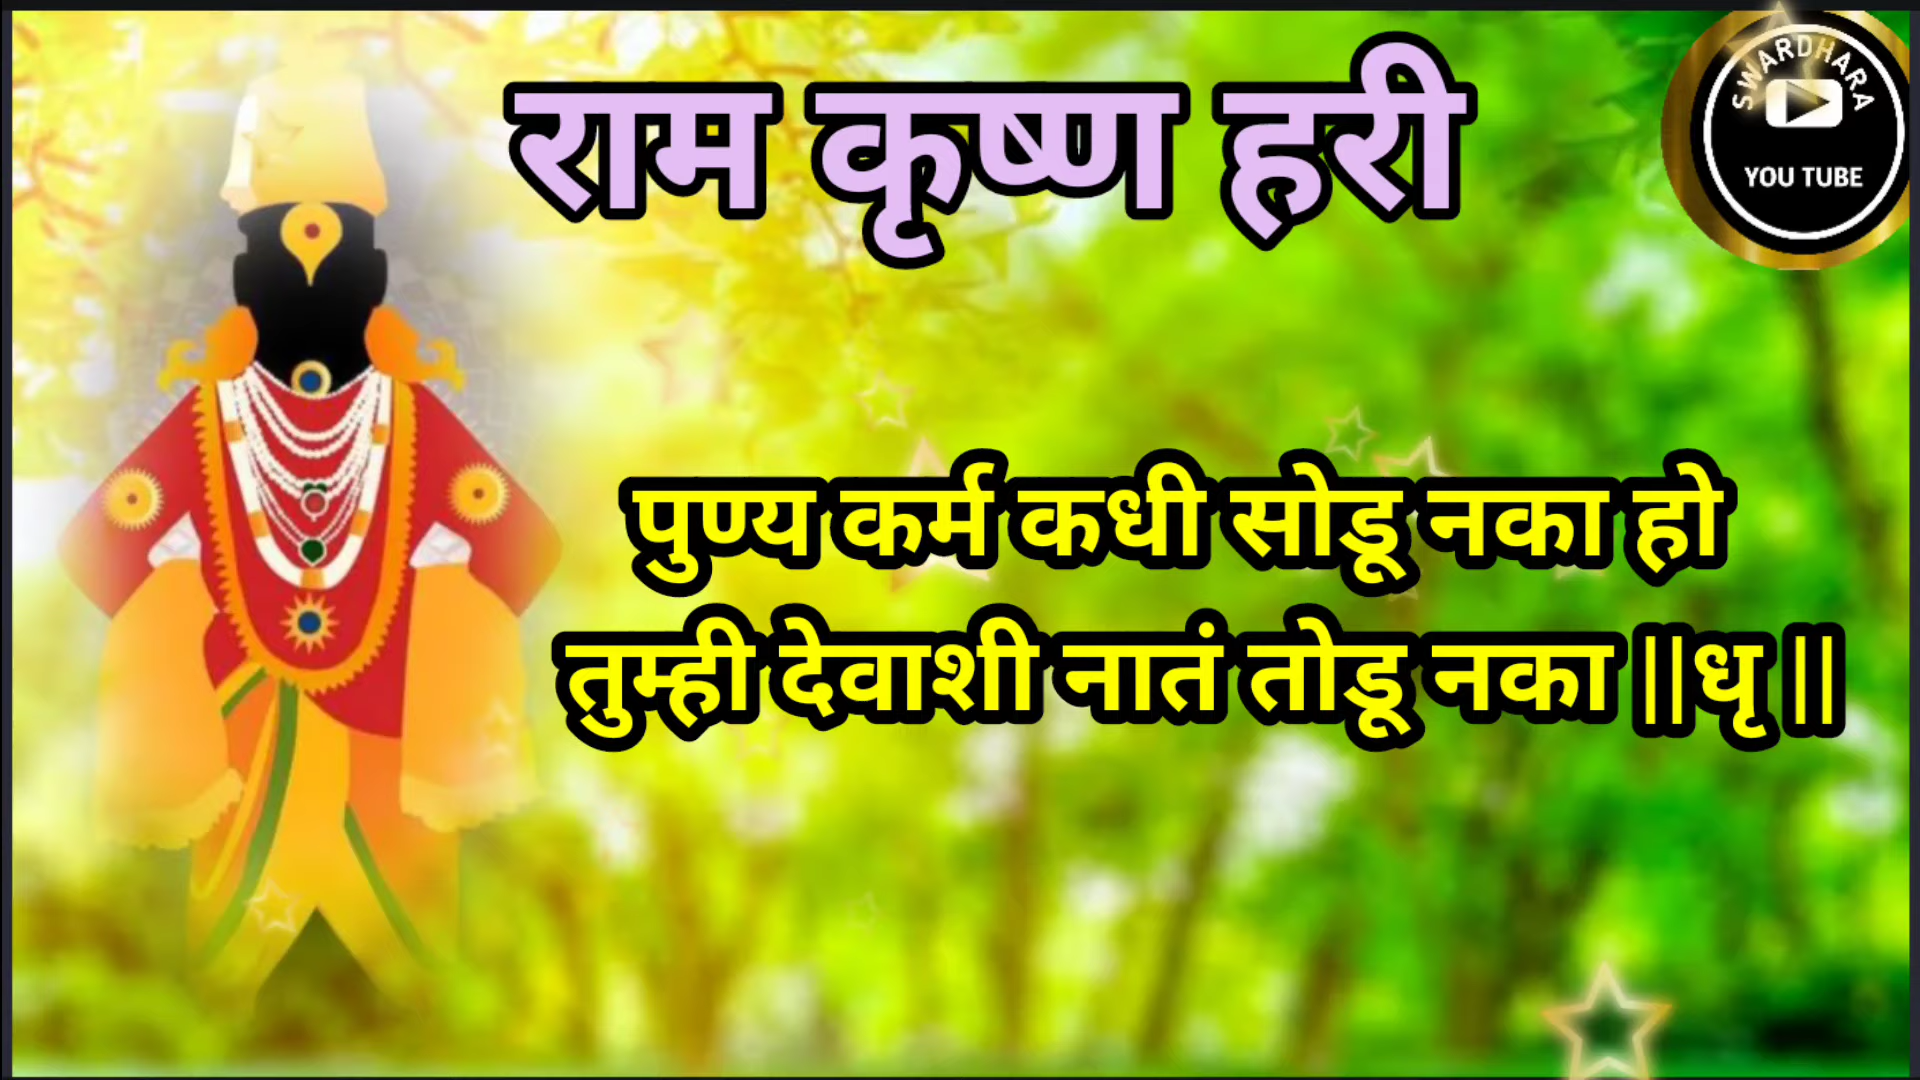 राम कृष्ण हरी
SWARDHARA
YOU TUBE
पुण्य कर्म कधी सोडू नका हो
तुम्ही देवाशी नातं तोडू नका ||धृ ||